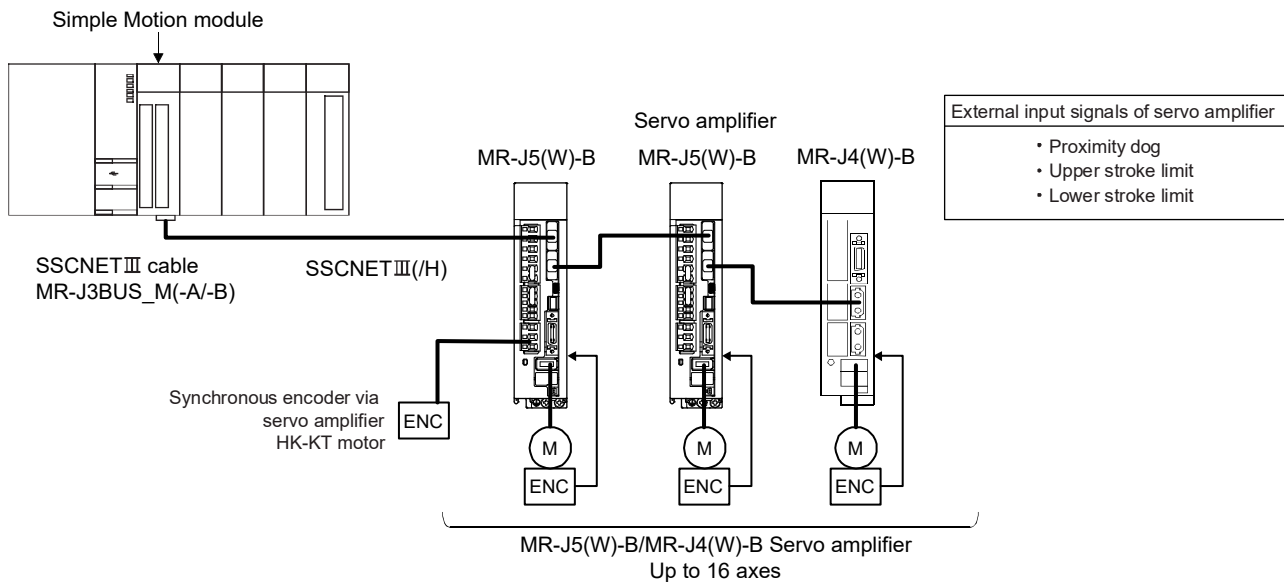 Simple Motion module
Servo amplifier
MR-J5(W)-B
MR-J5(W)-B
MR-J4(W)-B
External input signals of servo amplifier
• Proximity dog
• Upper stroke limit
• Lower stroke limit
SSCNETⅢ cable
MR-J3BUS_M(-A/-B)
SSCNETⅢ(/H)
Synchronous encoder via
servo amplifier
HK-KT motor
ENC
M
ENC
M
ENC
M
ENC
MR-J5(W)-B/MR-J4(W)-B Servo amplifier
Up to 16 axes